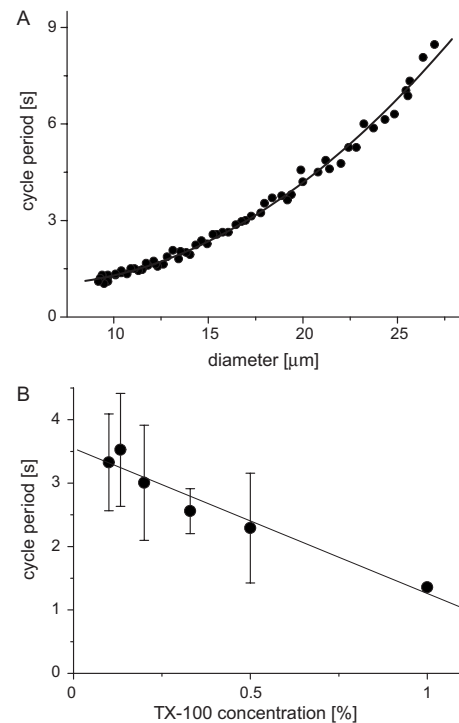 A
9
6
3
0
cycle period [s]
10 15 20 25
diameter [μm]
B
4
3
2
1
0
cycle period [s]
0 0.5 1
TX-100 concentration [%]